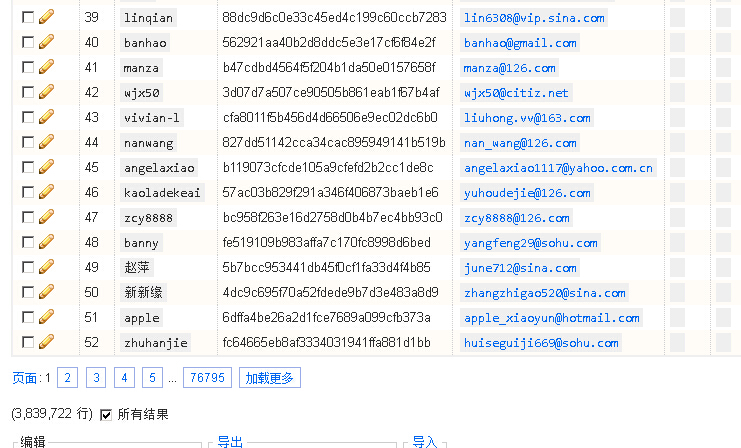 39 linqian 88dc9d6c0e33c45ed4c199c60ccb7283 lin6308@vip.sina.com
40 banhao 562921aa40b2d8ddc5e3e17cf6f84e2f banhao@gmail.com
41 manza b47cdbd4564f5f204b1da50e0157658f manza@126.com
42 wjx50 3d07d7a507ce90505b861eab1f67b4af wjx50@citiz.net
43 vivian-l cfa8011f5b456d4d66506e9ec02dc6b0 liuhong.vv@163.com
44 nanwang 827dd51142cca34cac895949141b519b nan_wang@126.com
45 angelaxiao b119073cfcde105a9cfefd2b2cc1de8c angelaxiao1117@yahoo.com.cn
46 kaoladekeai 57ac03b829f291a346f406873baeb1e6 yuhoudejie@126.com
47 zcy8888 bc958f263e16d2758d0b4b7ec4bb93c0 zcy8888@126.com
48 banny fe519109b983affa7c170fc8998d6bed yangfeng29@sohu.com
49 赵萍 5b7bcc953441db45f0cf1fa33d4f4b85 june712@sina.com
50 新新缘 4dc9c695f70a52fdede9b7d3e483a8d9 zhangzhigao520@sina.com
51 apple 6dffa4be26a2d1fce7689a099cfb373a apple_xiaoyun@hotmail.com
52 zhuhanjie fc64665eb8af3334031941ffa881d1bb huiseguiji669@sohu.com
页面: 1 2 3 4 5 ... 76795 加载更多
(3,839,722 行) 所有结果
编辑 导出 导入